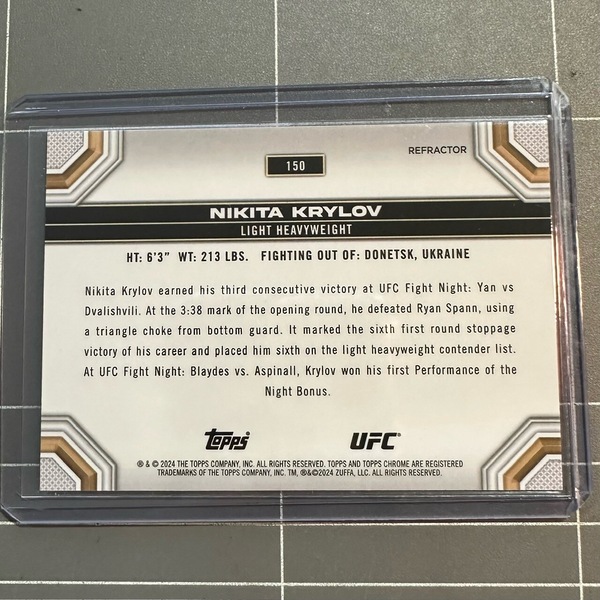 REFRACTOR
150
NIKITA KRYLOV
LIGHT HEAVYWEIGHT
HT: 6'3" WT: 213 LBS. FIGHTING OUT OF: DONETSK, UKRAINE
Nikita Krylov earned his third consecutive victory at UFC Fight Night: Yan vs
Dvalishvili. At the 3:38 mark of the opening round, he defeated Ryan Spann, using
a triangle choke from bottom guard. It marked the sixth first round stoppage
victory of his career and placed him sixth on the light heavyweight contender list.
At UFC Fight Night: Blaydes vs. Aspinall, Krylov won his first Performance of the
Night Bonus.
Topps UFC®
® & © 2024 THE TOPPS COMPANY, INC. ALL RIGHTS RESERVED. TOPPS AND TOPPS CHROME ARE REGISTERED
TRADEMARKS OF THE TOPPS COMPANY, INC. TM, ®&©2024 ZUFFA, LLC. ALL RIGHTS RESERVED.